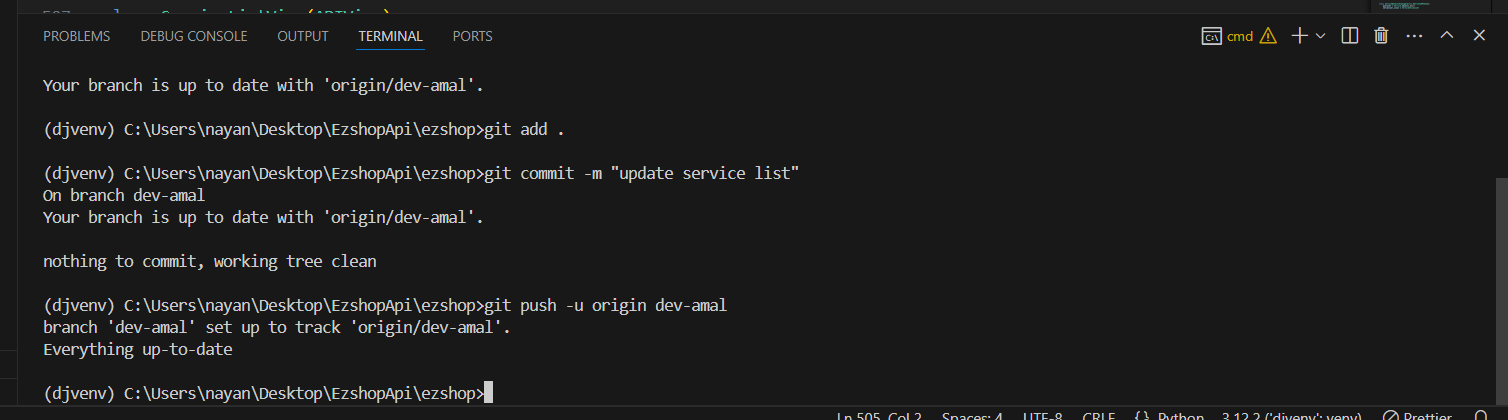 PROBLEMS DEBUG CONSOLE OUTPUT TERMINAL PORTS cmd
Your branch is up to date with 'origin/dev-amal'.
(djvenv) C:\Users\nayan\Desktop\EzshopApi\ezshop>git add .
(djvenv) C:\Users\nayan\Desktop\EzshopApi\ezshop>git commit -m "update service list"
On branch dev-amal
Your branch is up to date with 'origin/dev-amal'.
nothing to commit, working tree clean
(djvenv) C:\Users\nayan\Desktop\EzshopApi\ezshop>git push -u origin dev-amal
branch 'dev-amal' set up to track 'origin/dev-amal'.
Everything up-to-date
(djvenv) C:\Users\nayan\Desktop\EzshopApi\ezshop>
Ln 505, Col 2 Spaces: 4 UTF-8 CRLF {} Python 3.12.2 ('djvenv': venv) Prettier